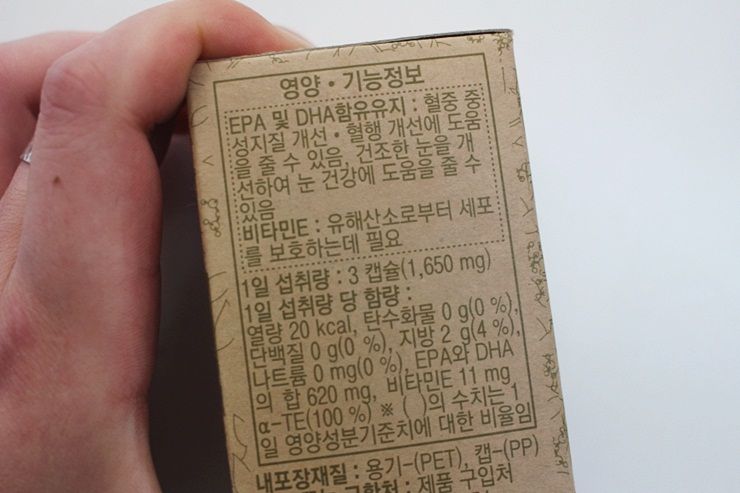 영양 • 기능정보
EPA 및 DHA함유유지 : 혈중 중
성지질 개선 • 혈행 개선에 도움
을 줄 수 있음, 건조한 눈을 개
선하여 눈 건강에 도움을 줄 수
있음
비타민E : 유해산소로부터 세포
를 보호하는데 필요
1일 섭취량 : 3 캡슐(1,650 mg)
1일 섭취량 당 함량 :
열량 20 kcal, 탄수화물 0 g(0 %),
단백질 0 g(0 %), 지방 2 g(4 %),
나트륨 0 mg(0 %), EPA와 DHA
의 합 620 mg, 비타민E 11 mg
α-TE(100 %) ※ ( )의 수치는 1
일 영양성분기준치에 대한 비율임
내포장재질 : 용기-(PET), 캡-(PP)
: 제품 구입처